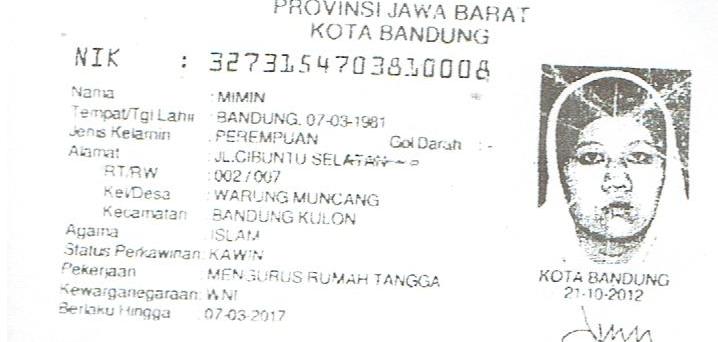 PROVINSI JAWA BARAT
KOTA BANDUNG
NIK : 3273154703810008
Nama : MIMIN
Tempat/Tgl Lahir : BANDUNG, 07-03-1981
Jenis Kelamin : PEREMPUAN Gol Darah : -
Alamat : JL.CIBUNTU SELATAN
RT/RW : 002/007
Kel/Desa : WARUNG MUNCANG
Kecamatan : BANDUNG KULON
Agama : ISLAM
Status Perkawinan: KAWIN
Pekerjaan : MENGURUS RUMAH TANGGA
Kewarganegaraan: WNI
Berlaku Hingga : 07-03-2017
KOTA BANDUNG
21-10-2012